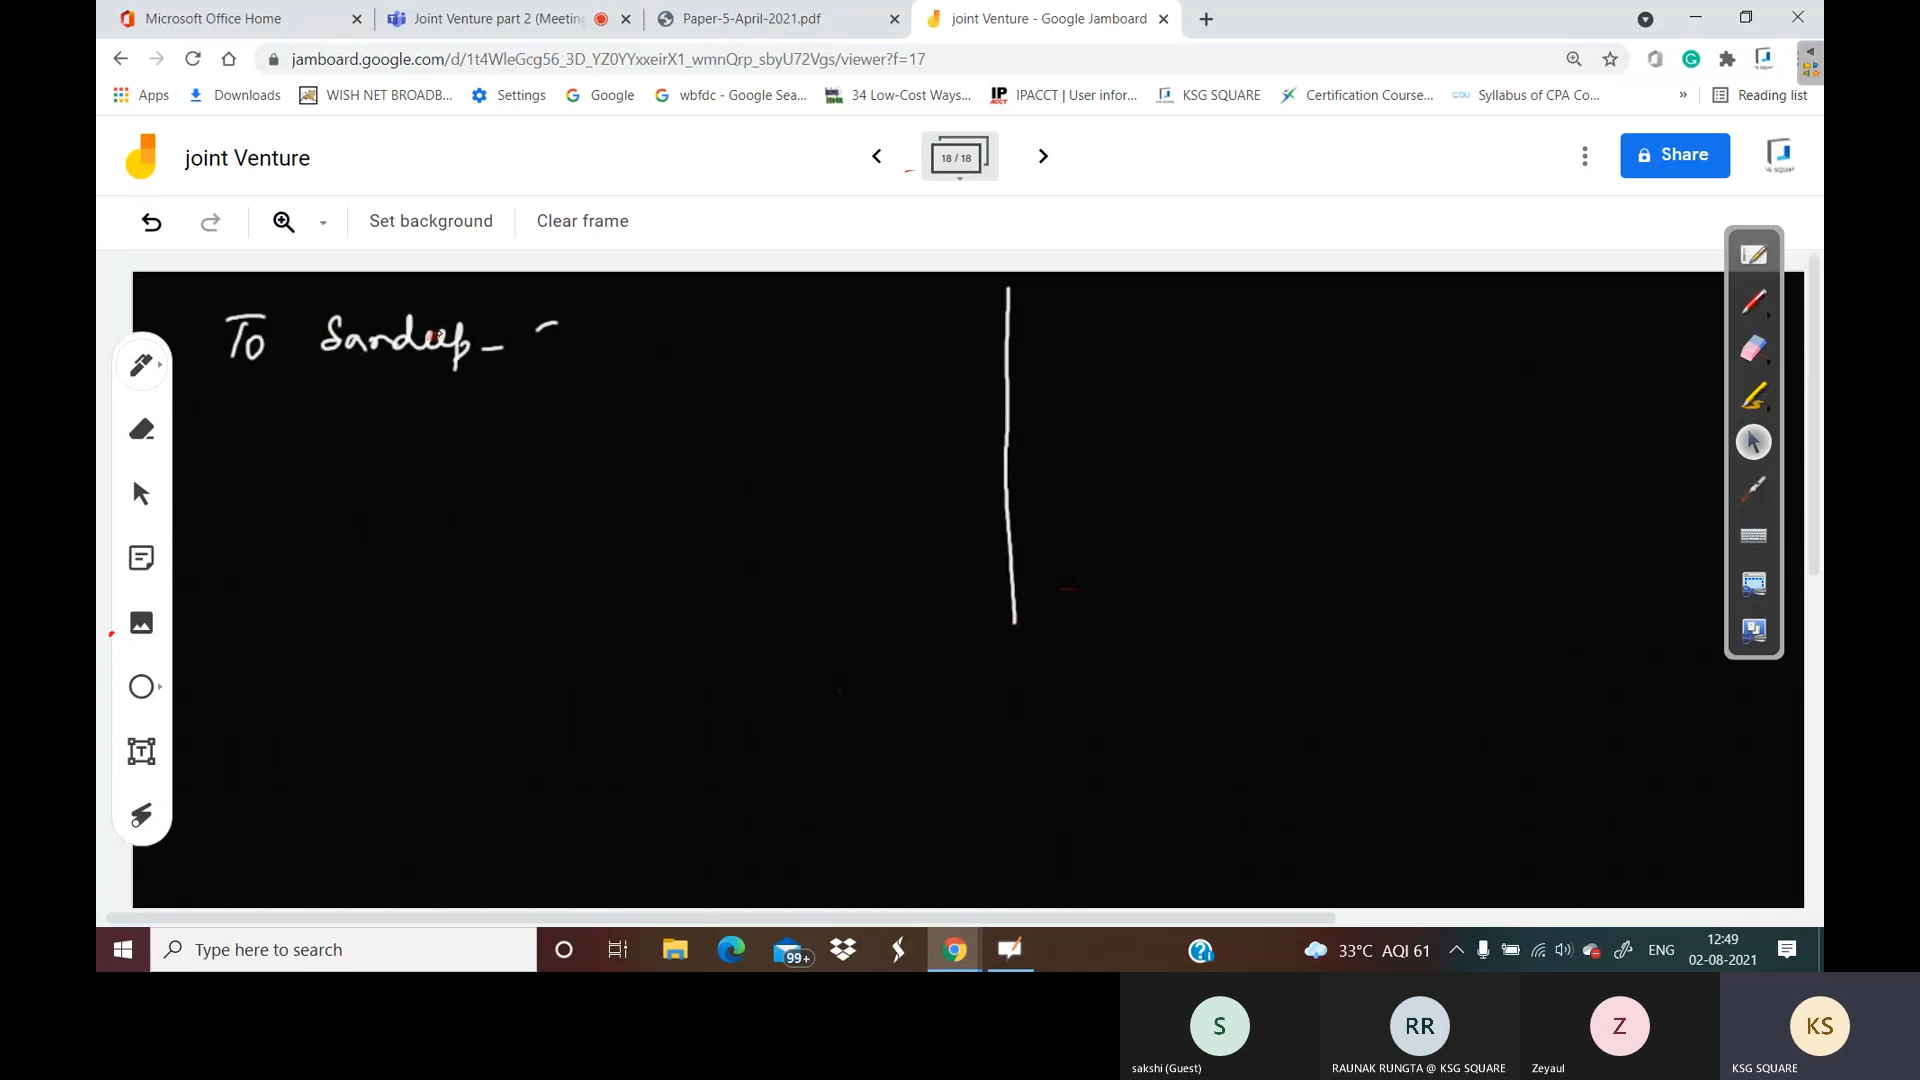 Microsoft Office Home
Joint Venture part 2 (Meetin
Paper-5-April-2021.pdf
joint Venture - Google Jamboard
jamboard.google.com/d/1t4WleGcg56_3D_YZ0YYxxeirX1_wmnQrp_sbyU72Vgs/viewer?f=17
Apps
Downloads
WISH NET BROADB...
Settings
Google
wbfdc - Google Sea...
34 Low-Cost Ways...
IP ACCT
IPACCT | User infor...
KSG SQUARE
Certification Course...
Syllabus of CPA Co...
»
Reading list
joint Venture
18 / 18
Share
Set background
Clear frame
To Sandeep -
Type here to search
99+
33°C AQI 61
ENG
12:49
02-08-2021
S
RR
Z
KS
sakshi (Guest)
RAUNAK RUNGTA @ KSG SQUARE
Zeyaul
KSG SQUARE